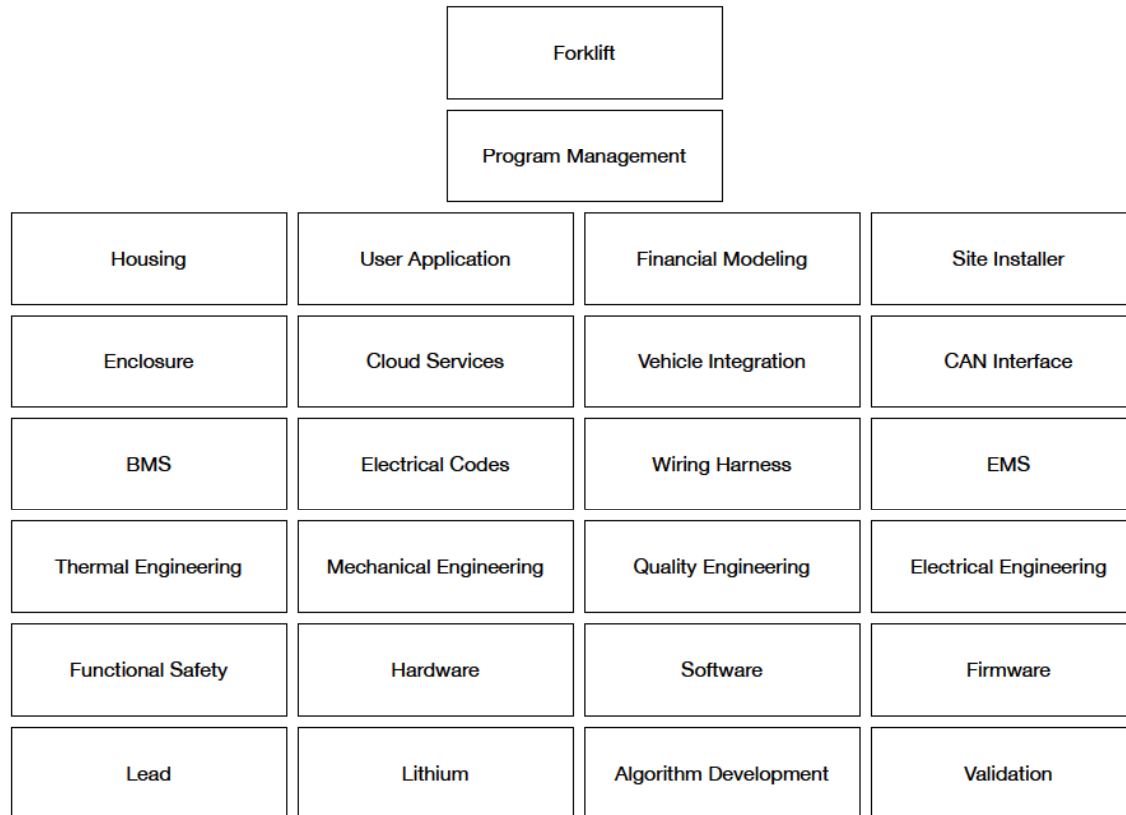 Forklift
Program Management
Housing
User Application
Financial Modeling
Site Installer
Enclosure
Cloud Services
Vehicle Integration
CAN Interface
BMS
Electrical Codes
Wiring Harness
EMS
Thermal Engineering
Mechanical Engineering
Quality Engineering
Electrical Engineering
Functional Safety
Hardware
Software
Firmware
Lead
Lithium
Algorithm Development
Validation